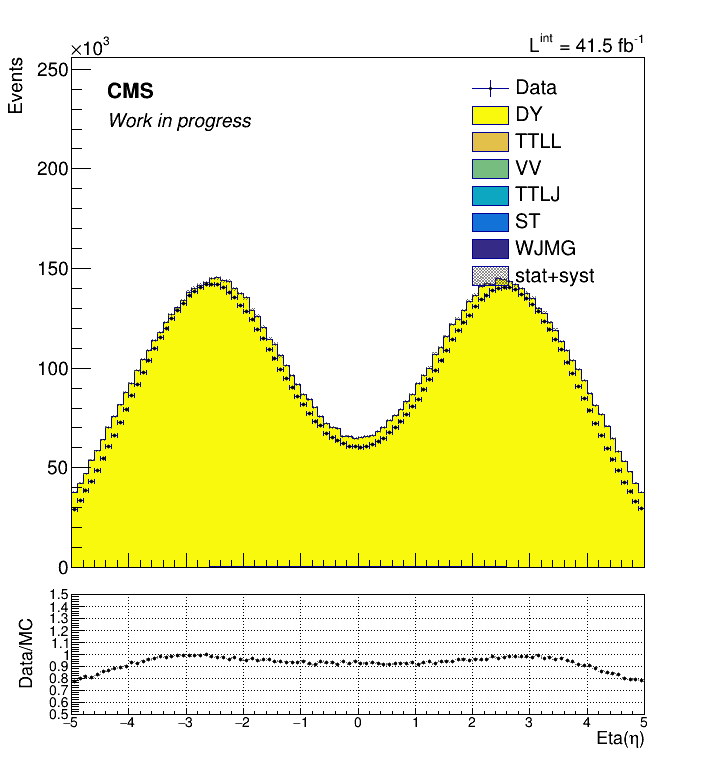 ×10³
L^int = 41.5 fb⁻¹
Events
250
200
150
100
50
0
CMS
Work in progress
Data
DY
TTLL
VV
TTLJ
ST
WJMG
stat+syst
Data/MC
1.5
1.4
1.3
1.2
1.1
1
0.9
0.8
0.7
0.6
0.5
−5 −4 −3 −2 −1 0 1 2 3 4 5
Eta(η)